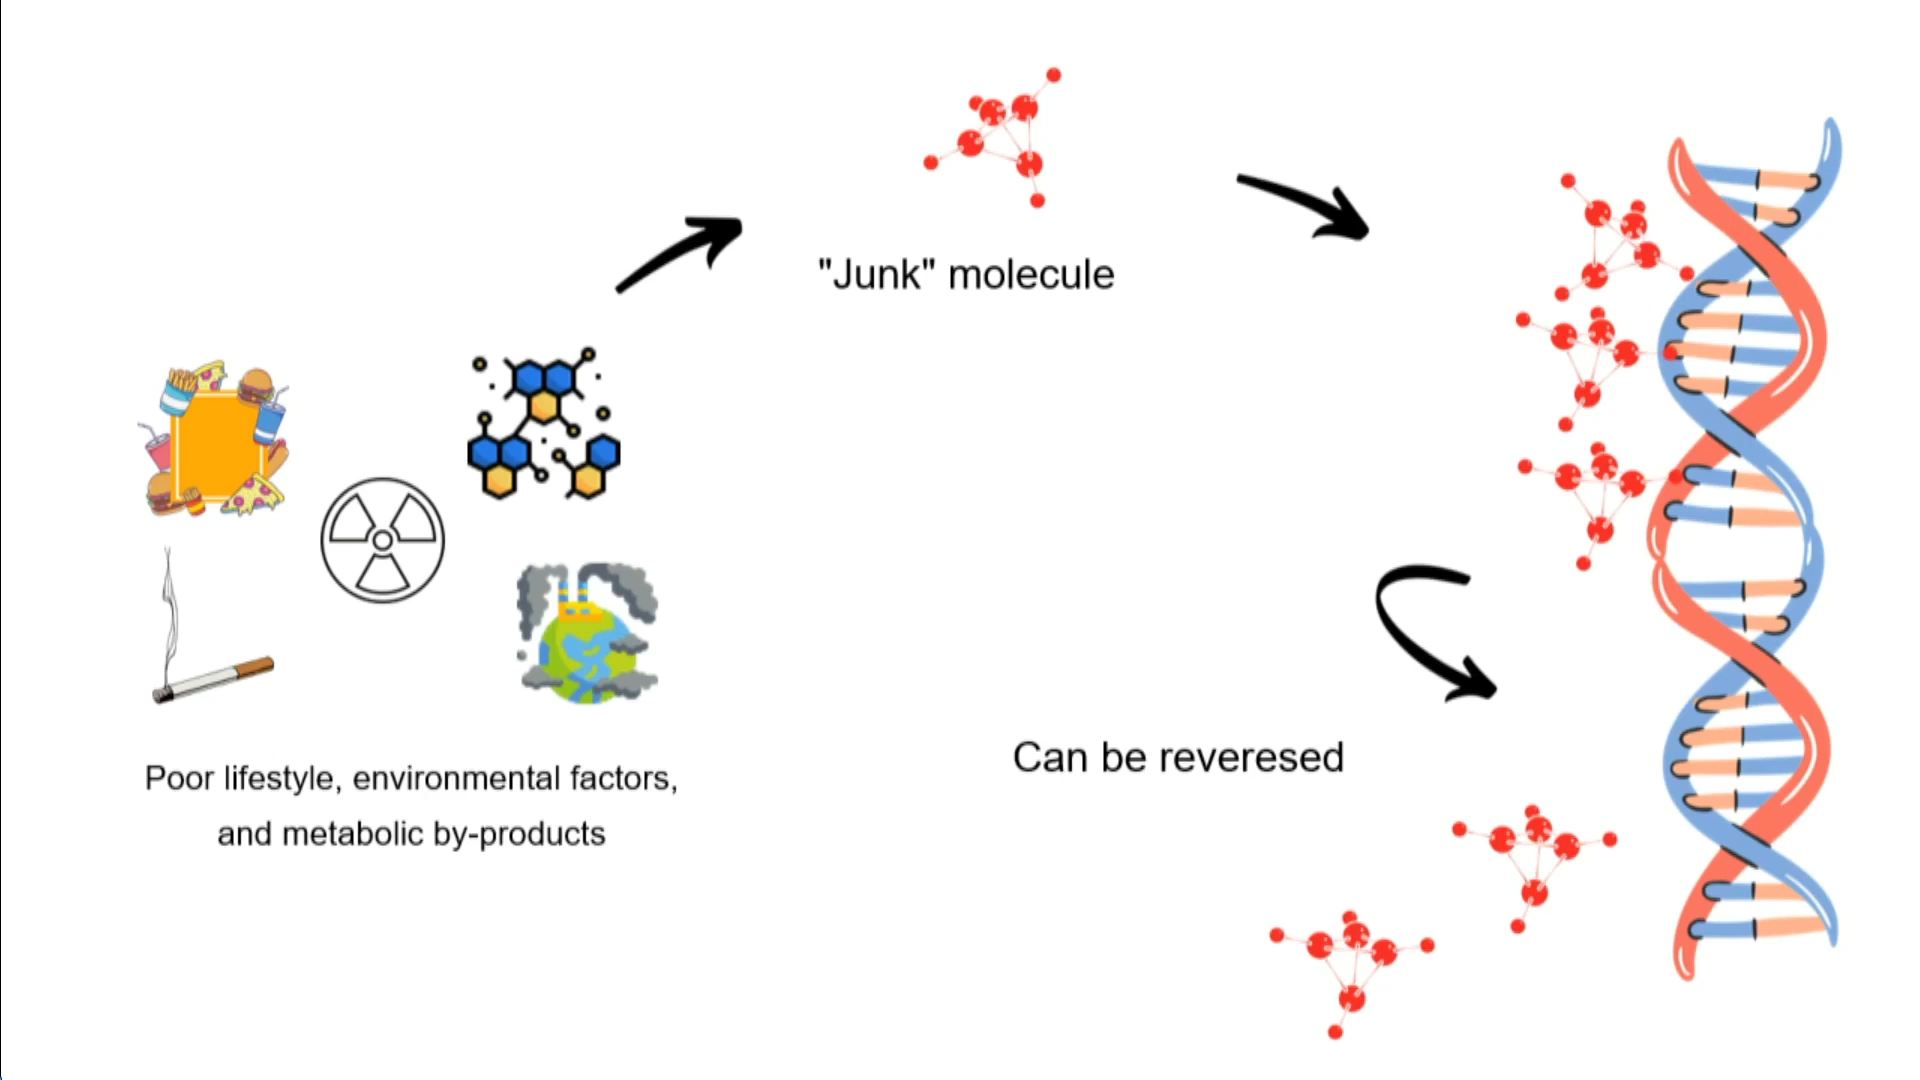 "Junk" molecule
Can be reveresed
Poor lifestyle, environmental factors,
and metabolic by-products